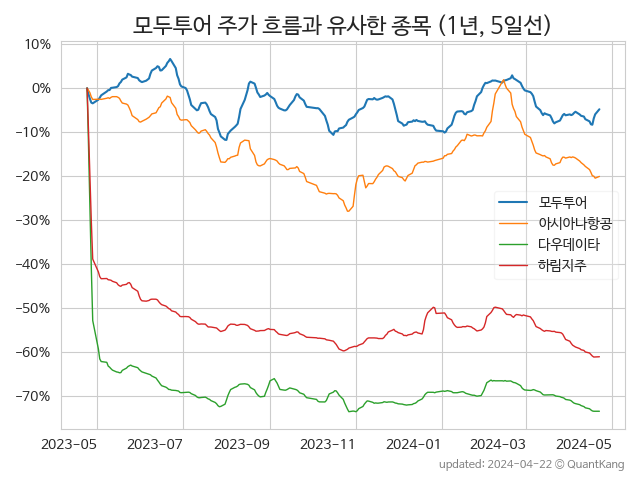 모두투어 주가 흐름과 유사한 종목 (1년, 5일선)
10%
0%
−10%
−20%
−30%
−40%
−50%
−60%
−70%
모두투어
아시아나항공
다우데이타
하림지주
2023-05 2023-07 2023-09 2023-11 2024-01 2024-03 2024-05
updated: 2024-04-22 © QuantKang